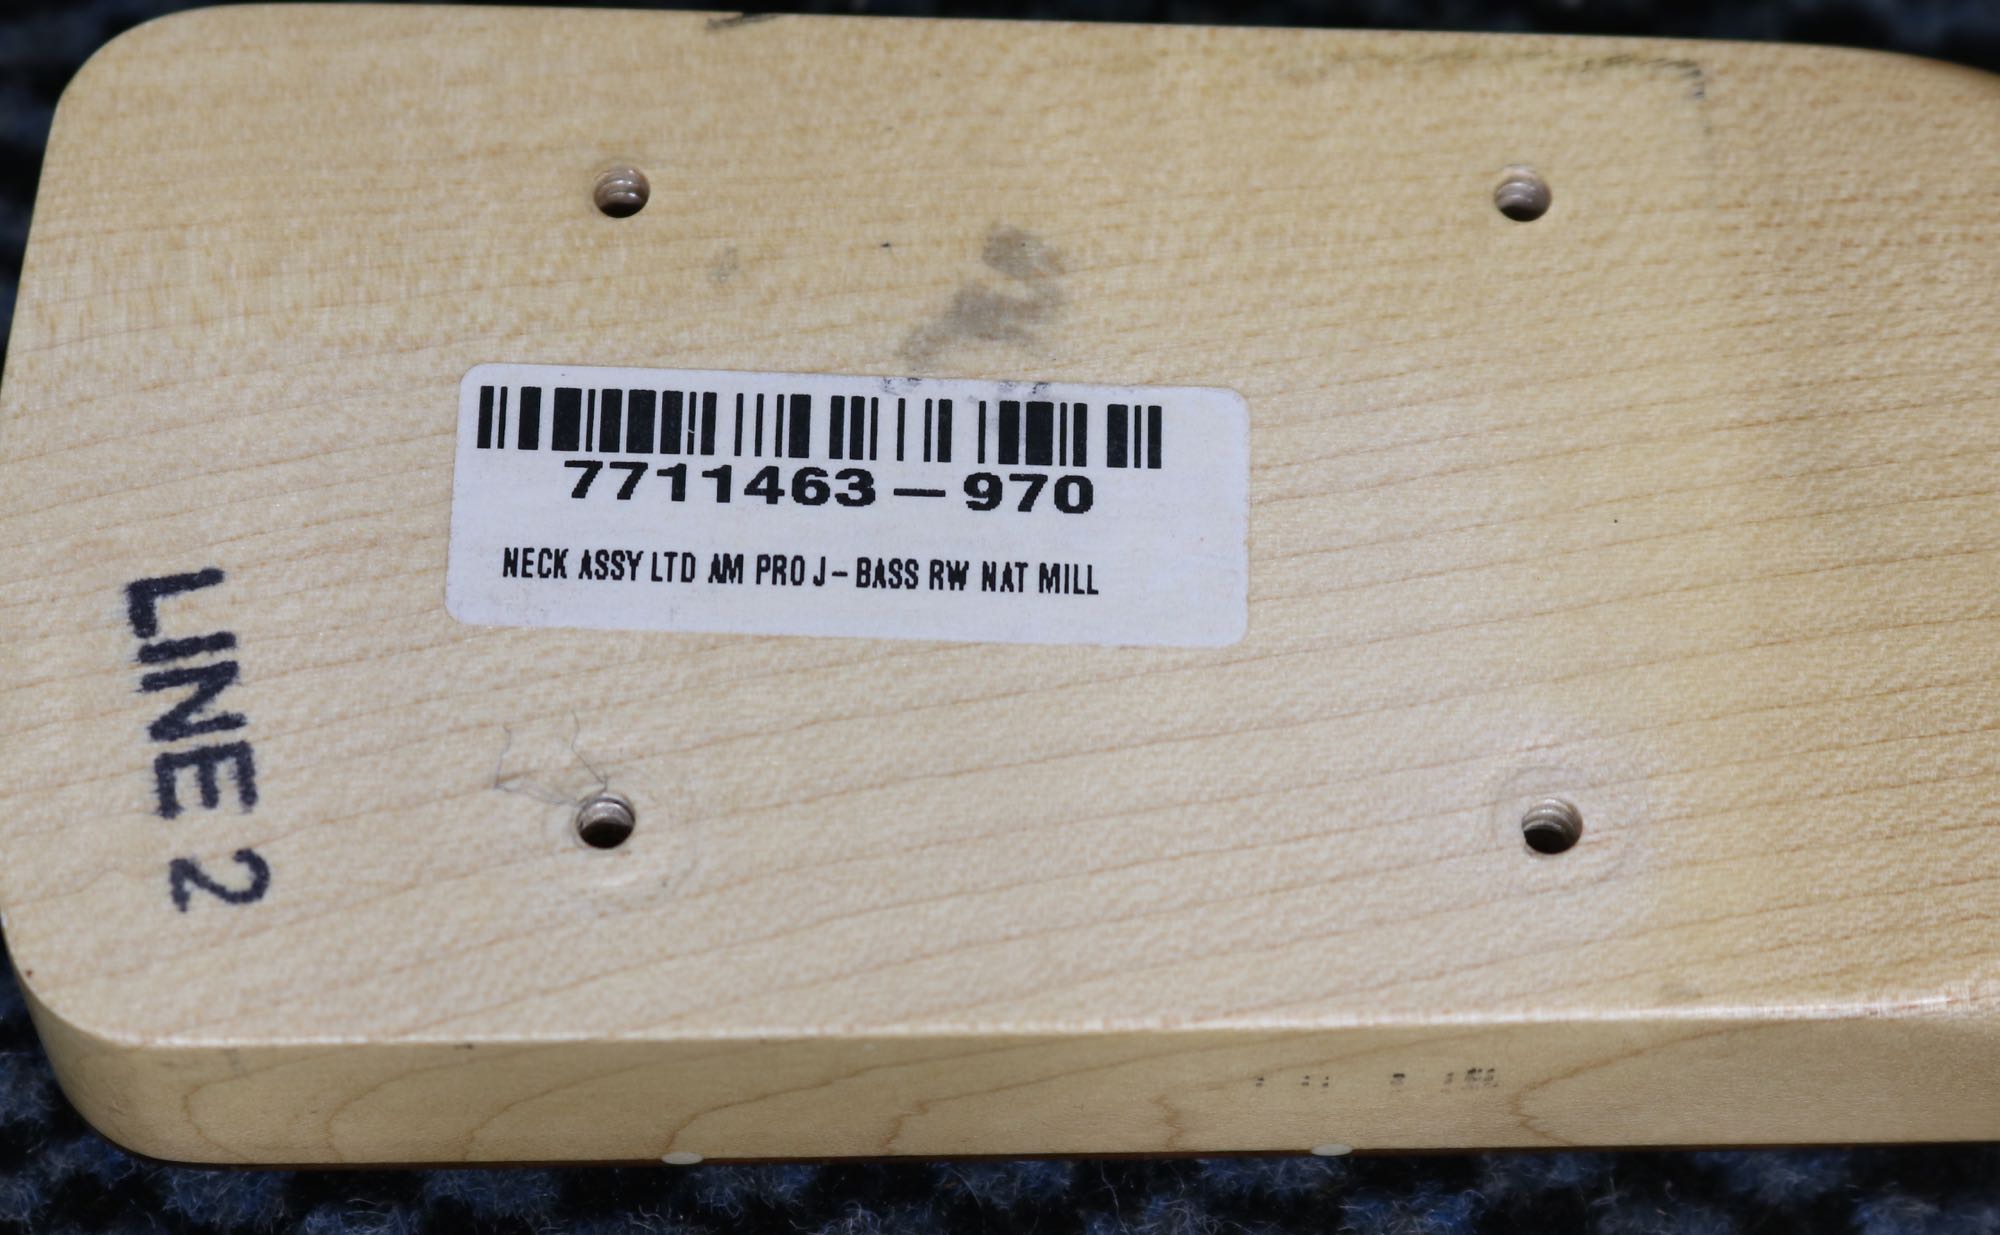 7711463-970
NECK ASSY LTD AM PRO J-BASS RW NAT MILL
LINE 2